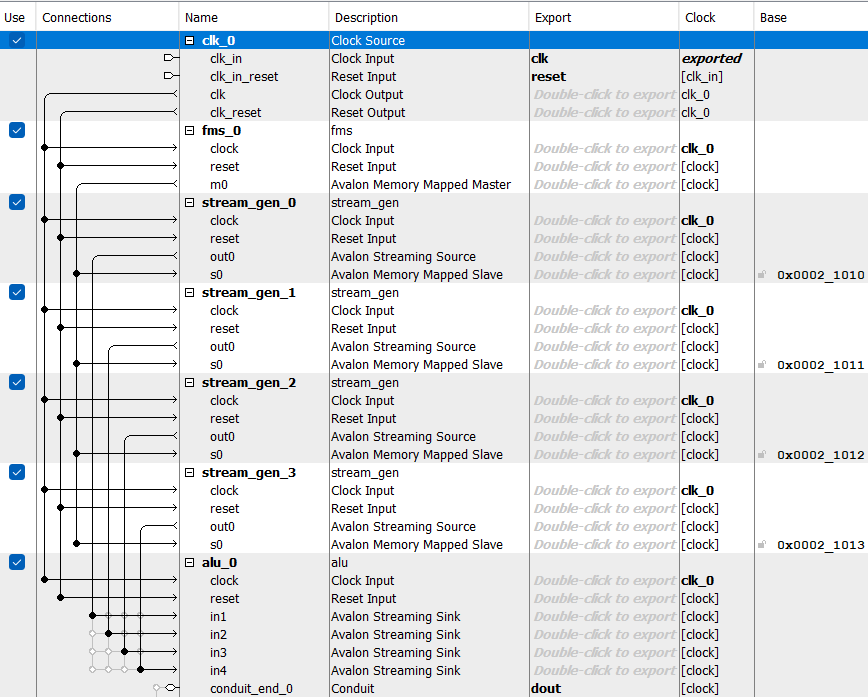 Use Connections Name Description Export Clock Base
clk_0 Clock Source
clk_in Clock Input clk exported
clk_in_reset Reset Input reset [clk_in]
clk Clock Output Double-click to export clk_0
clk_reset Reset Output Double-click to export clk_0
fms_0 fms
clock Clock Input Double-click to export clk_0
reset Reset Input Double-click to export [clock]
m0 Avalon Memory Mapped Master Double-click to export [clock]
stream_gen_0 stream_gen
clock Clock Input Double-click to export clk_0
reset Reset Input Double-click to export [clock]
out0 Avalon Streaming Source Double-click to export [clock]
s0 Avalon Memory Mapped Slave Double-click to export [clock] 0x0002_1010
stream_gen_1 stream_gen
clock Clock Input Double-click to export clk_0
reset Reset Input Double-click to export [clock]
out0 Avalon Streaming Source Double-click to export [clock]
s0 Avalon Memory Mapped Slave Double-click to export [clock] 0x0002_1011
stream_gen_2 stream_gen
clock Clock Input Double-click to export clk_0
reset Reset Input Double-click to export [clock]
out0 Avalon Streaming Source Double-click to export [clock]
s0 Avalon Memory Mapped Slave Double-click to export [clock] 0x0002_1012
stream_gen_3 stream_gen
clock Clock Input Double-click to export clk_0
reset Reset Input Double-click to export [clock]
out0 Avalon Streaming Source Double-click to export [clock]
s0 Avalon Memory Mapped Slave Double-click to export [clock] 0x0002_1013
alu_0 alu
clock Clock Input Double-click to export clk_0
reset Reset Input Double-click to export [clock]
in1 Avalon Streaming Sink Double-click to export [clock]
in2 Avalon Streaming Sink Double-click to export [clock]
in3 Avalon Streaming Sink Double-click to export [clock]
in4 Avalon Streaming Sink Double-click to export [clock]
conduit_end_0 Conduit dout [clock]